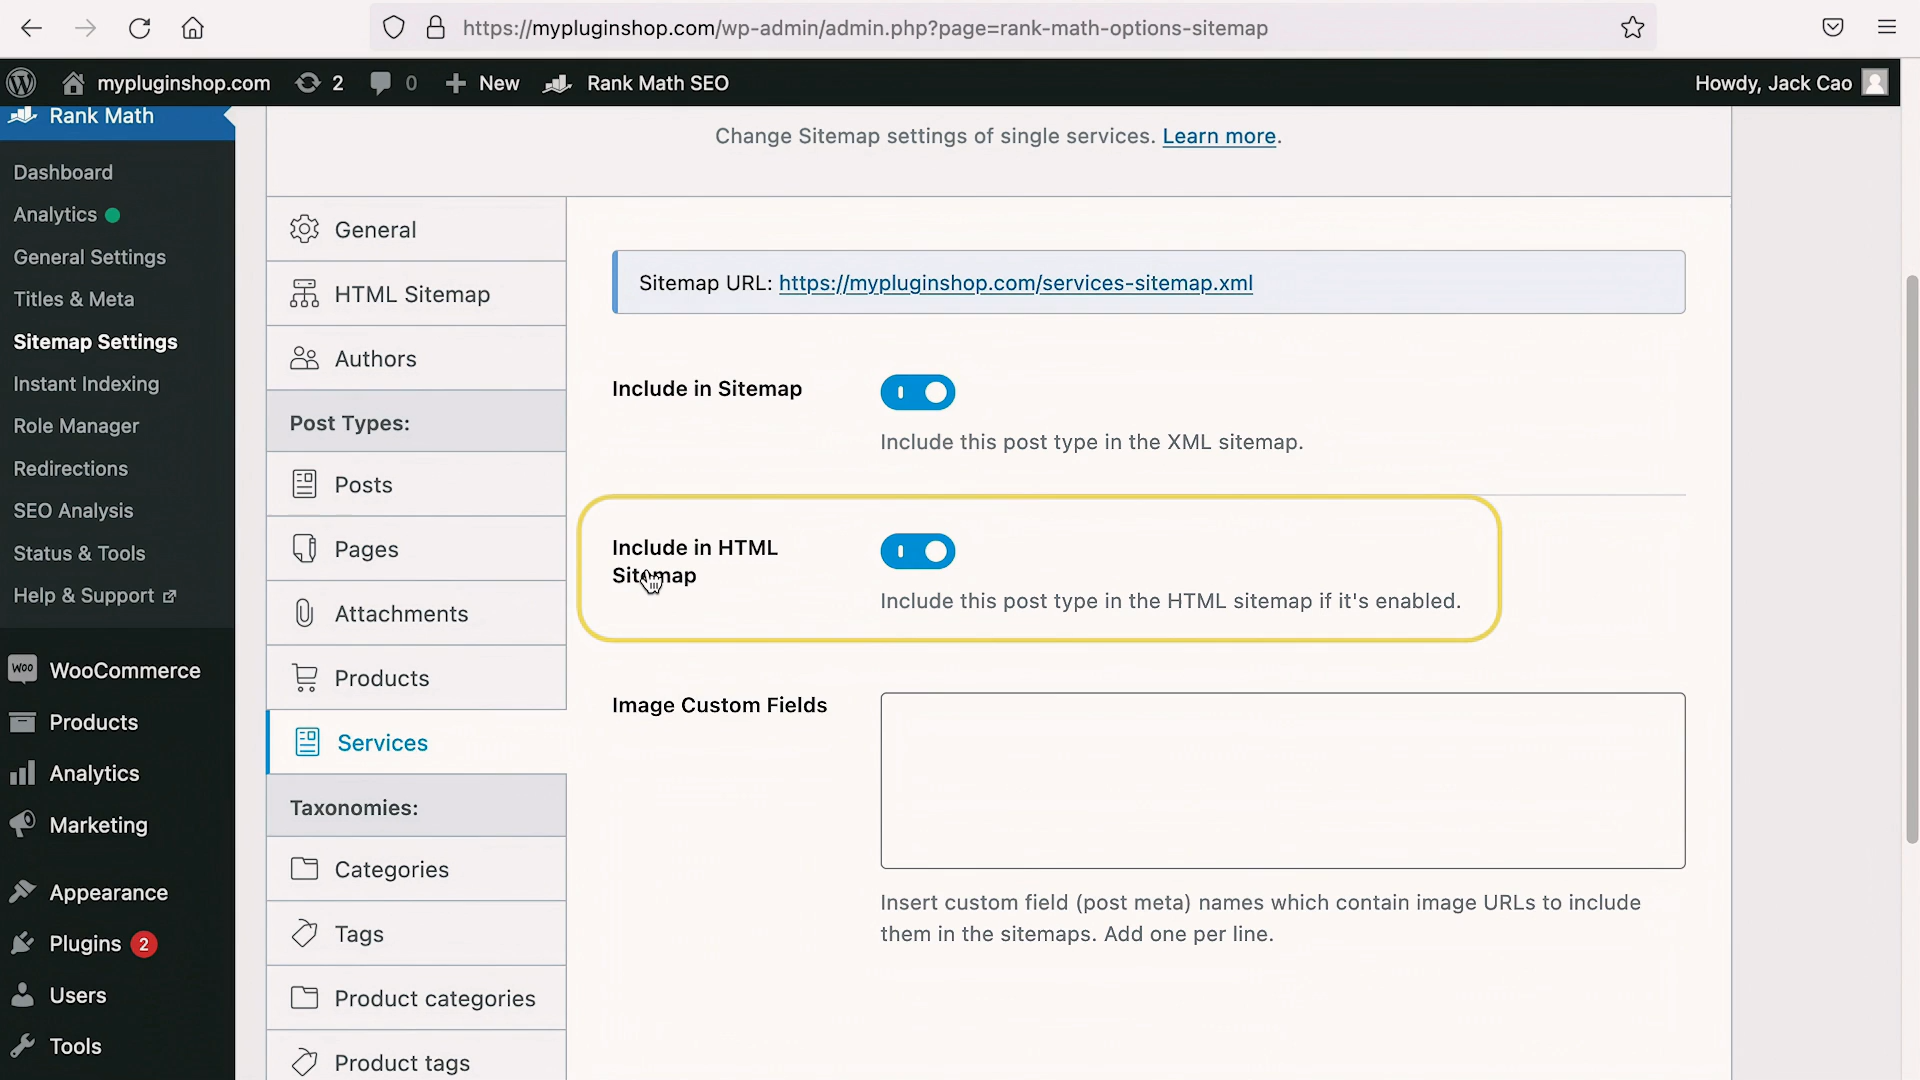 https://mypluginshop.com/wp-admin/admin.php?page=rank-math-options-sitemap
mypluginshop.com 2 0 New Rank Math SEO Howdy, Jack Cao
Rank Math
Dashboard
Analytics
General Settings
Titles & Meta
Sitemap Settings
Instant Indexing
Role Manager
Redirections
SEO Analysis
Status & Tools
Help & Support
Woo WooCommerce
Products
Analytics
Marketing
Appearance
Plugins 2
Users
Tools
Change Sitemap settings of single services. Learn more.
General
HTML Sitemap
Authors
Post Types:
Posts
Pages
Attachments
Products
Services
Taxonomies:
Categories
Tags
Product categories
Product tags
Sitemap URL: https://mypluginshop.com/services-sitemap.xml
Include in Sitemap
Include this post type in the XML sitemap.
Include in HTML
Sitemap
Include this post type in the HTML sitemap if it's enabled.
Image Custom Fields
Insert custom field (post meta) names which contain image URLs to include
them in the sitemaps. Add one per line.